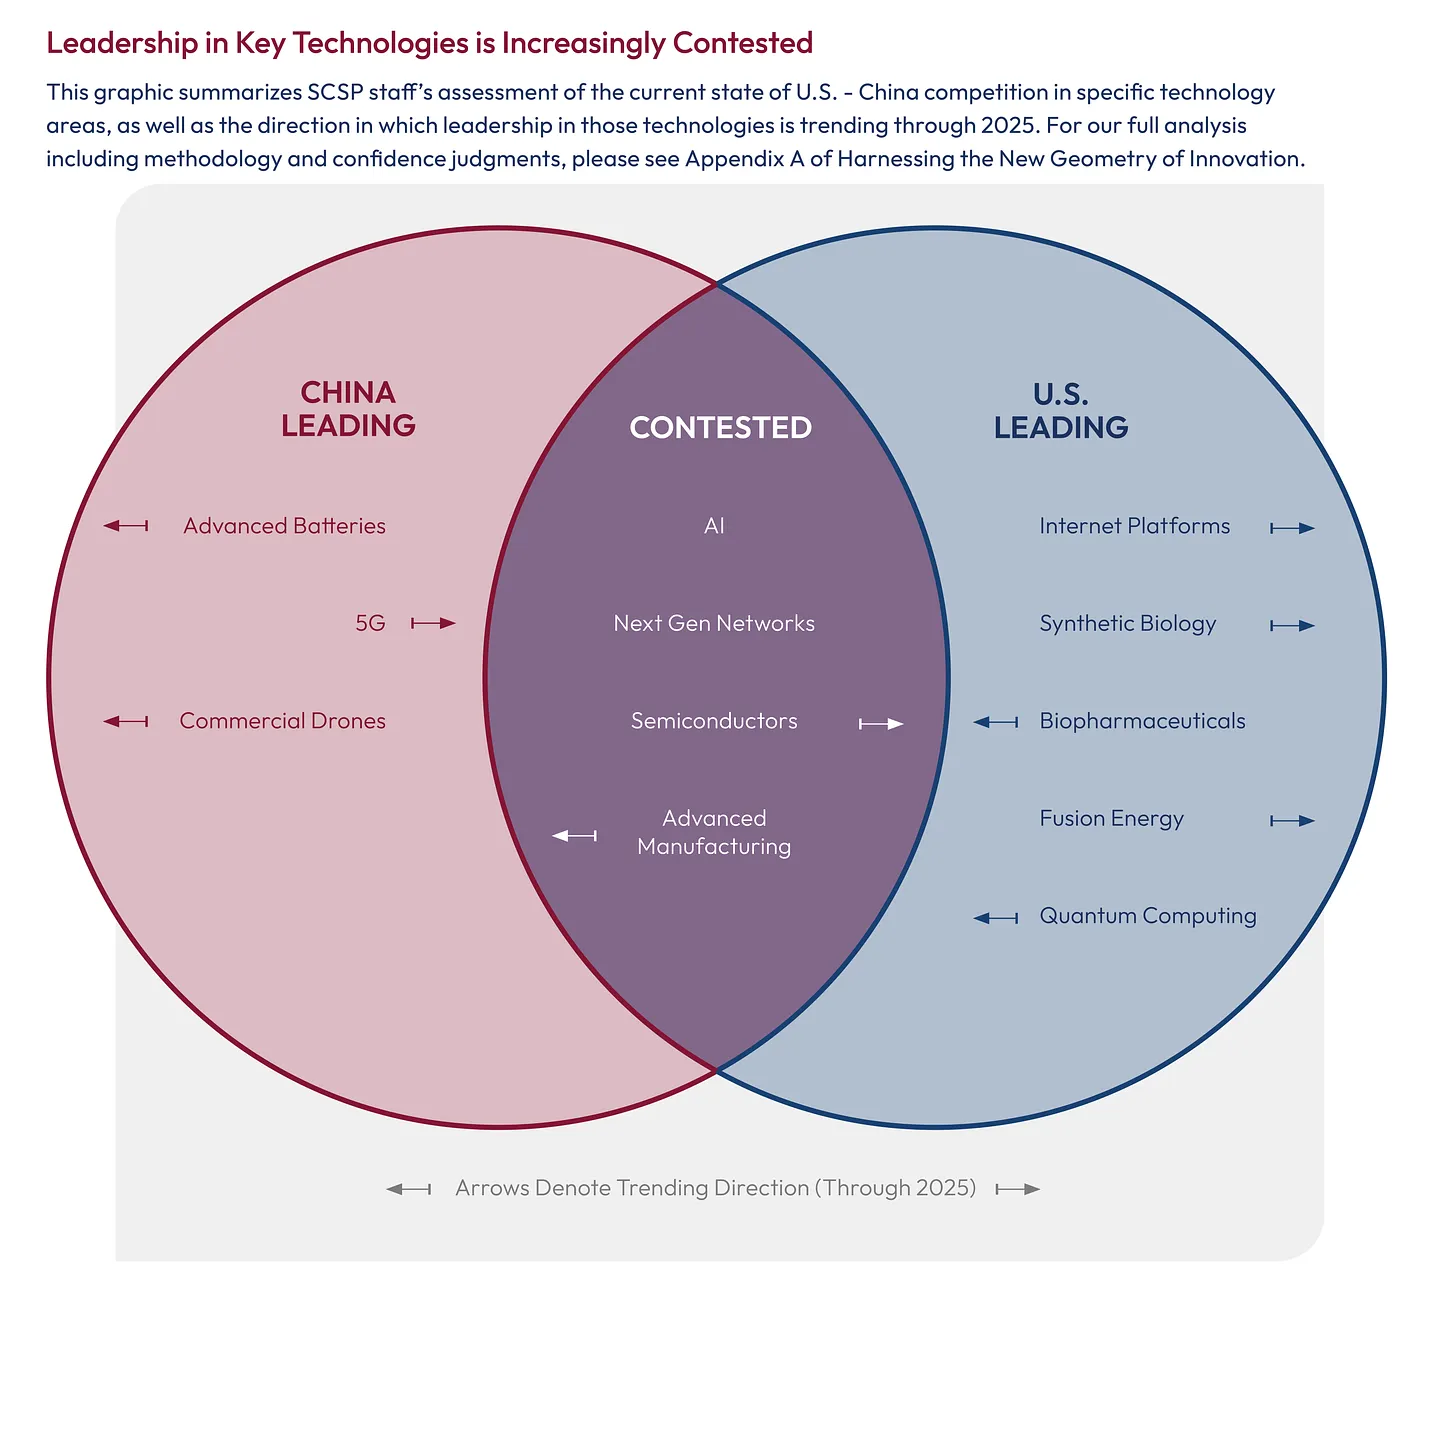 Leadership in Key Technologies is Increasingly Contested
This graphic summarizes SCSP staff's assessment of the current state of U.S. - China competition in specific technology
areas, as well as the direction in which leadership in those technologies is trending through 2025. For our full analysis
including methodology and confidence judgments, please see Appendix A of Harnessing the New Geometry of Innovation.
CHINA
LEADING
Advanced Batteries
5G
Commercial Drones
CONTESTED
AI
Next Gen Networks
Semiconductors
Advanced
Manufacturing
U.S.
LEADING
Internet Platforms
Synthetic Biology
Biopharmaceuticals
Fusion Energy
Quantum Computing
Arrows Denote Trending Direction (Through 2025)